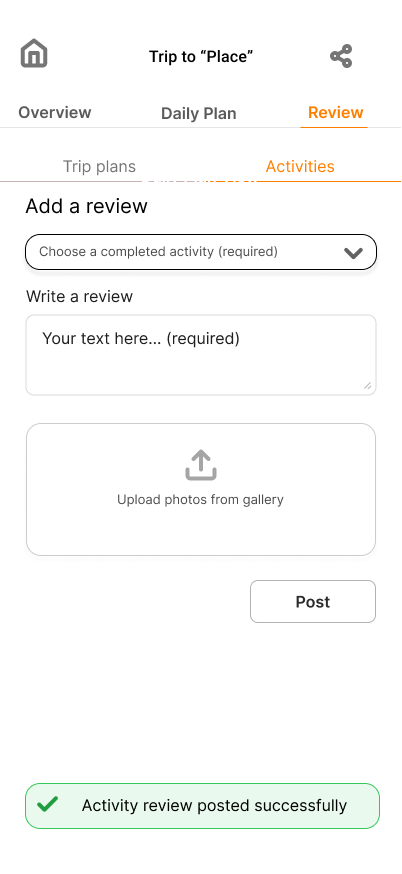 Trip to “Place”
Overview Daily Plan Review
Trip plans Activities
Add a review
Choose a completed activity (required)
Write a review
Your text here... (required)
Upload photos from gallery
Post
Activity review posted successfully